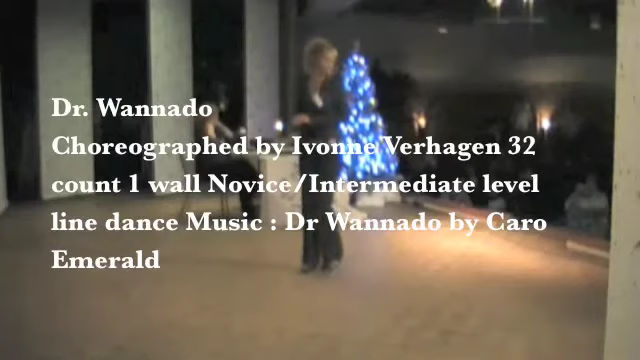 Dr. Wannado
Choreographed by Ivonne Verhagen 32
count 1 wall Novice/Intermediate level
line dance Music : Dr Wannado by Caro
Emerald